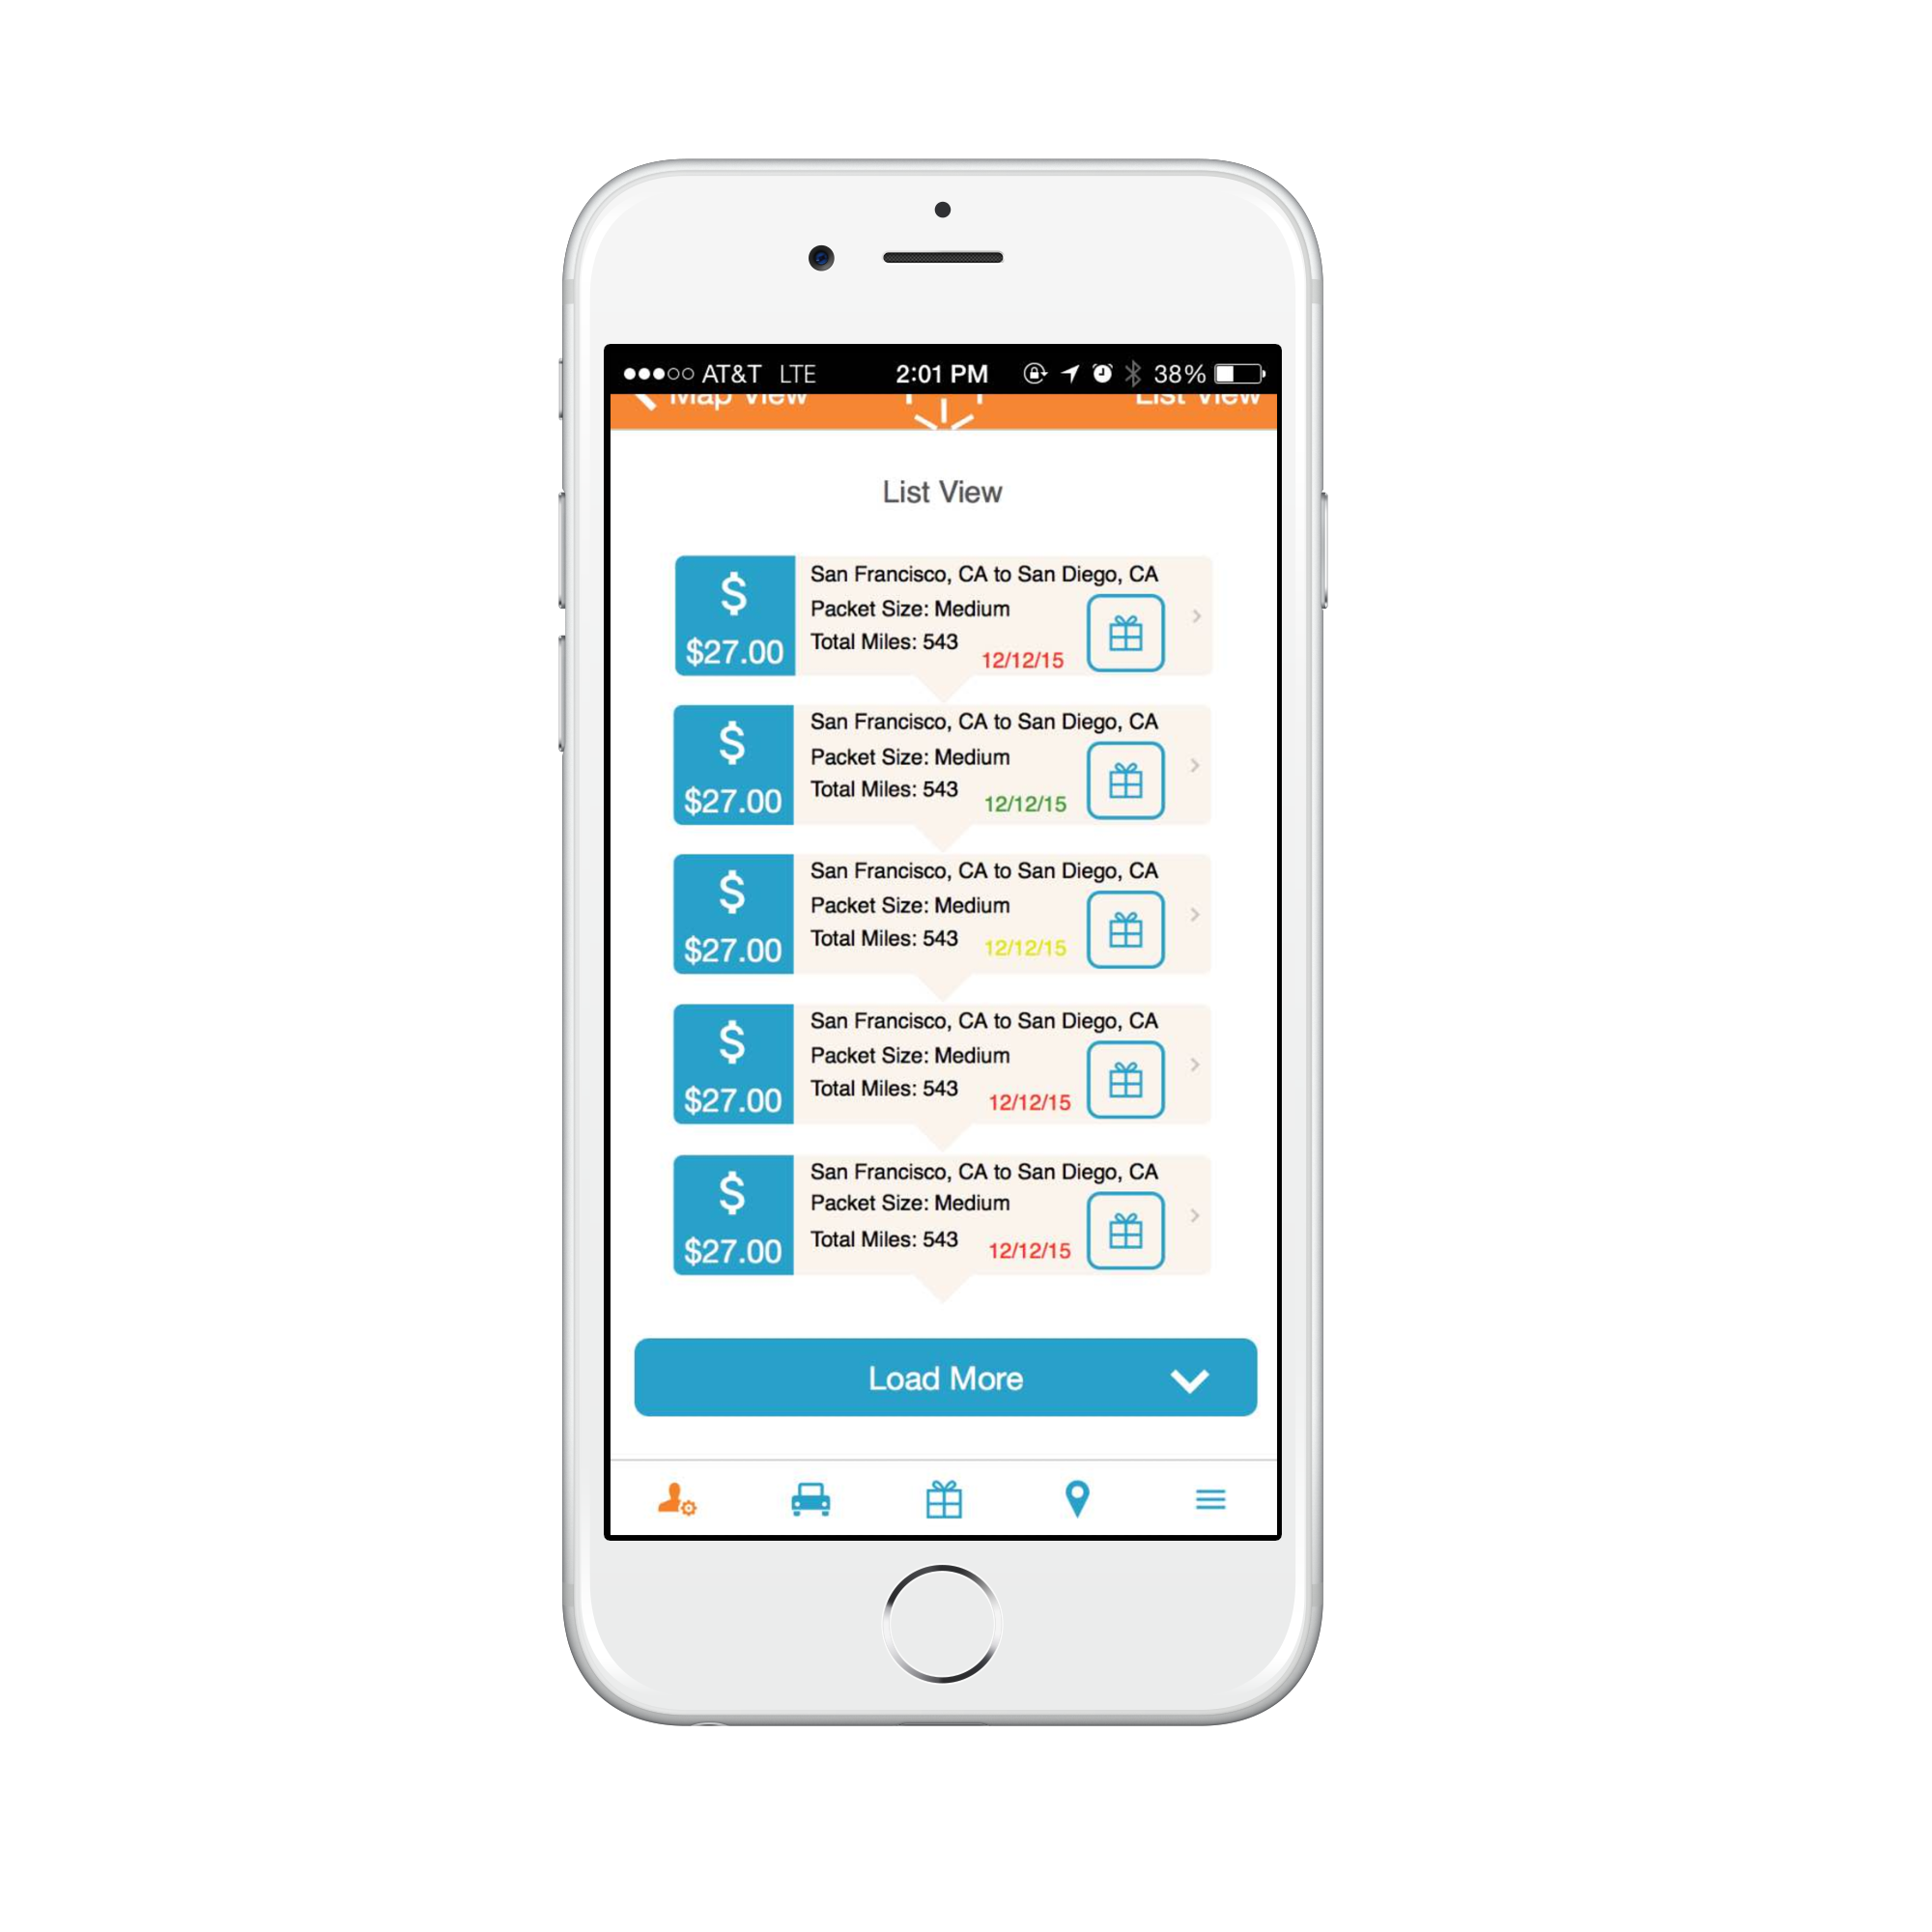 AT&T LTE 2:01 PM 38%
Map View List View
List View
$
$27.00
San Francisco, CA to San Diego, CA
Packet Size: Medium
Total Miles: 543
12/12/15
$
$27.00
San Francisco, CA to San Diego, CA
Packet Size: Medium
Total Miles: 543
12/12/15
$
$27.00
San Francisco, CA to San Diego, CA
Packet Size: Medium
Total Miles: 543
12/12/15
$
$27.00
San Francisco, CA to San Diego, CA
Packet Size: Medium
Total Miles: 543
12/12/15
$
$27.00
San Francisco, CA to San Diego, CA
Packet Size: Medium
Total Miles: 543
12/12/15
Load More